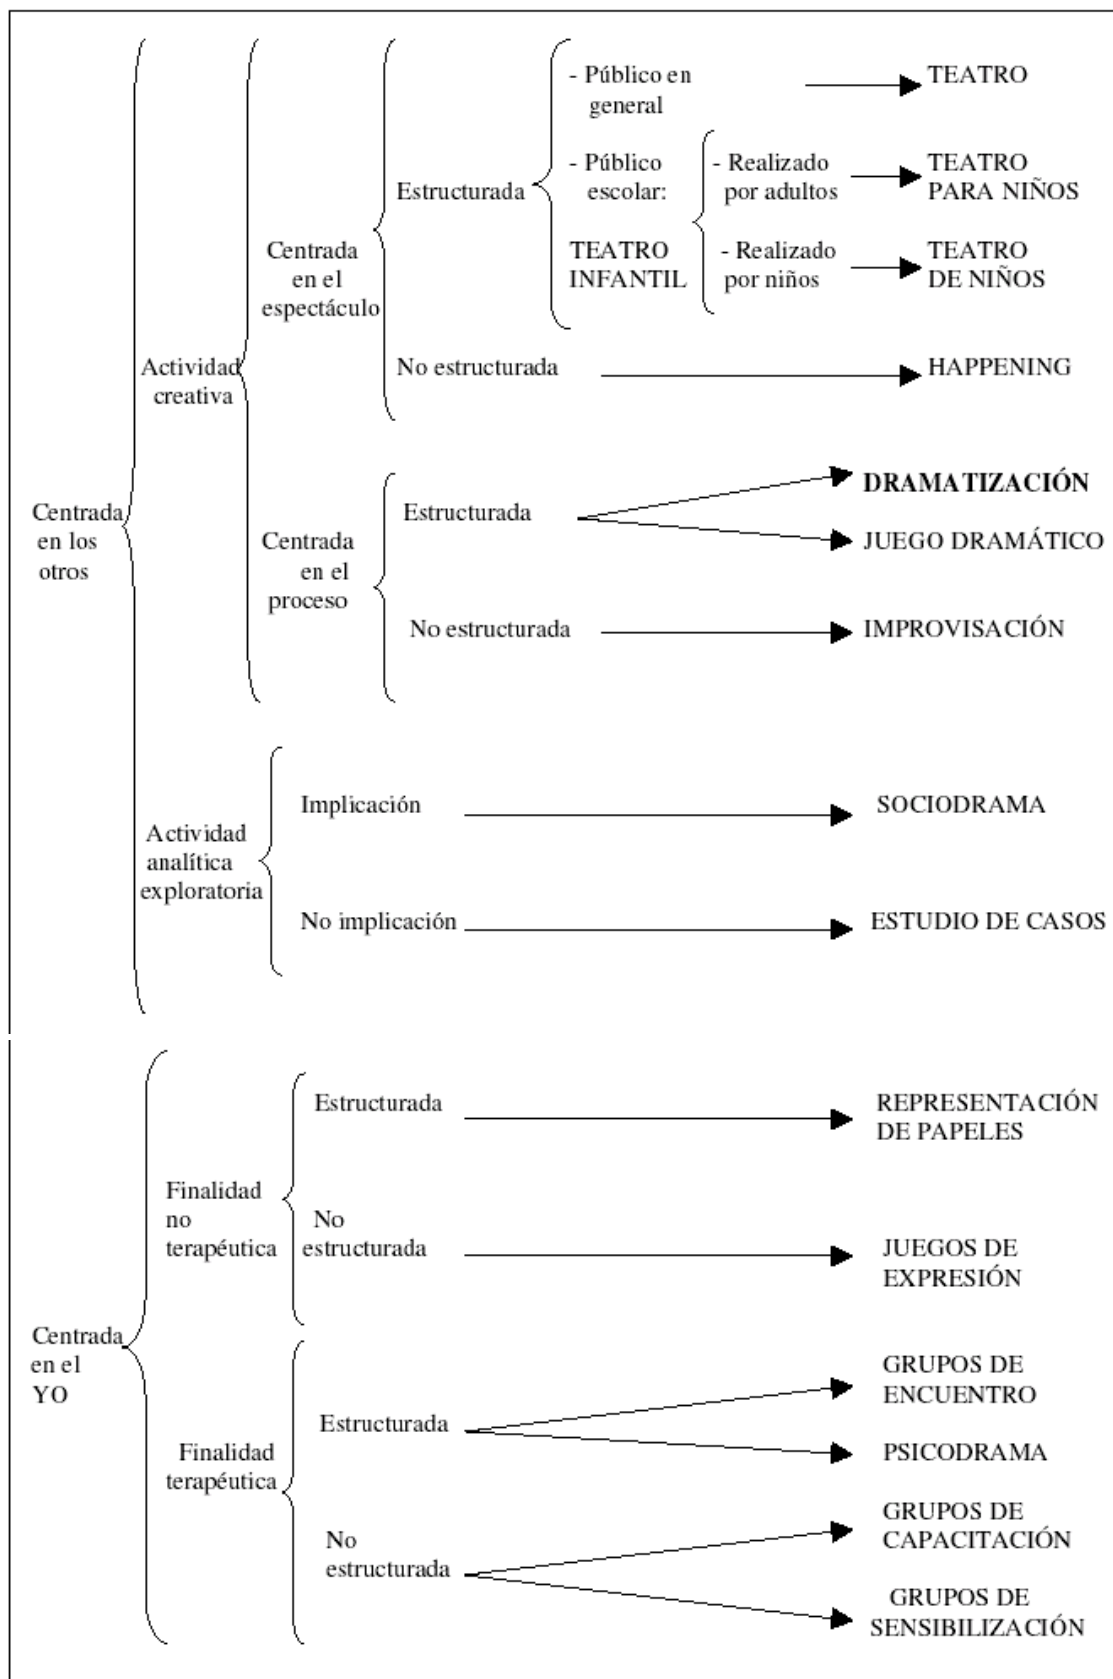 - Público en
general
TEATRO
- Público
escolar:
TEATRO
INFANTIL
- Realizado
por adultos
TEATRO
PARA NIÑOS
- Realizado
por niños
TEATRO
DE NIÑOS
Estructurada
Centrada
en el
espectáculo
No estructurada
HAPPENING
Actividad
creativa
Centrada
en los
otros
Centrada
en el
proceso
Estructurada
DRAMATIZACIÓN
JUEGO DRAMÁTICO
No estructurada
IMPROVISACIÓN
Actividad
analítica
exploratoria
Implicación
SOCIODRAMA
No implicación
ESTUDIO DE CASOS
Centrada
en el
YO
Finalidad
no
terapéutica
Estructurada
REPRESENTACIÓN
DE PAPELES
No
estructurada
JUEGOS DE
EXPRESIÓN
Finalidad
terapéutica
Estructurada
GRUPOS DE
ENCUENTRO
PSICODRAMA
No
estructurada
GRUPOS DE
CAPACITACIÓN
GRUPOS DE
SENSIBILIZACIÓN